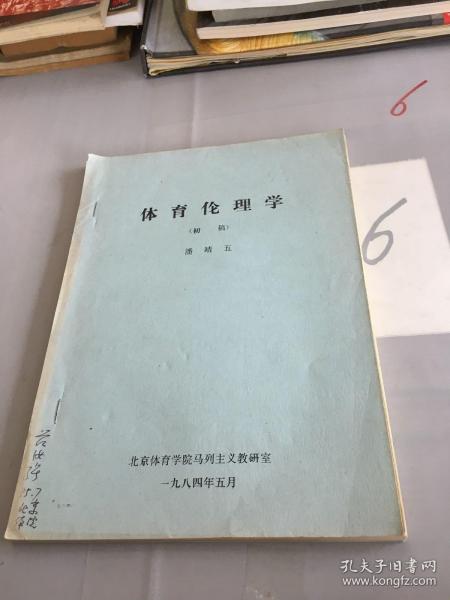 6
6
体育伦理学
（初 稿）
潘靖五
北京体育学院马列主义教研室
一九八四年五月
孔夫子旧书网
www.kongfz.com